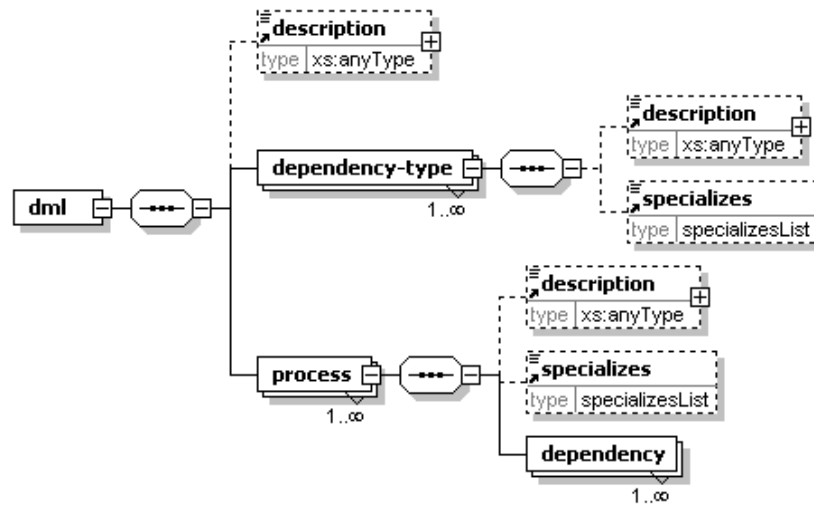 description
type xs:anyType
description
type xs:anyType
dependency-type
1..∞
specializes
type specializesList
dml
description
type xs:anyType
process
1..∞
specializes
type specializesList
dependency
1..∞